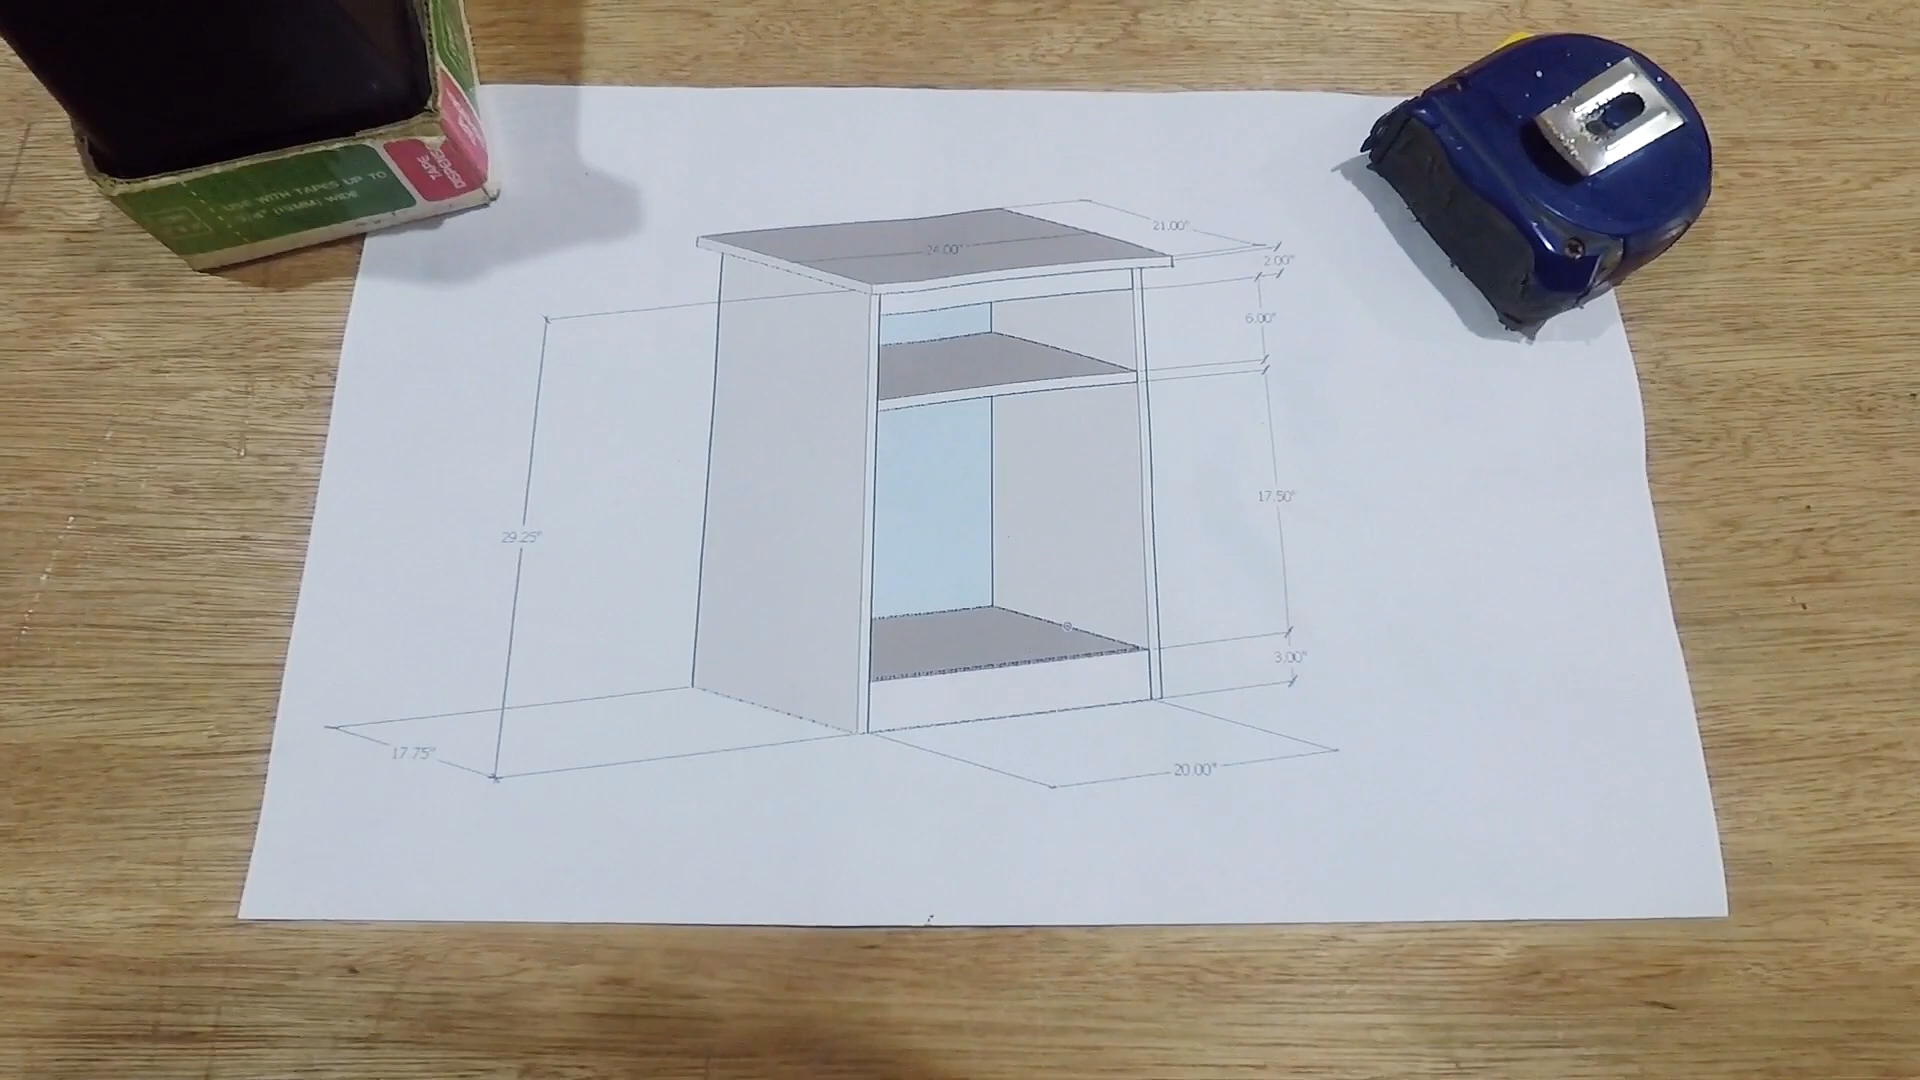 TAPE
DISPENS
USE WITH TAPES UP TO
3/4" (19MM) WIDE
21.00"
24.00"
2.00"
6.00"
17.50"
29.25"
3.00"
17.75"
20.00"